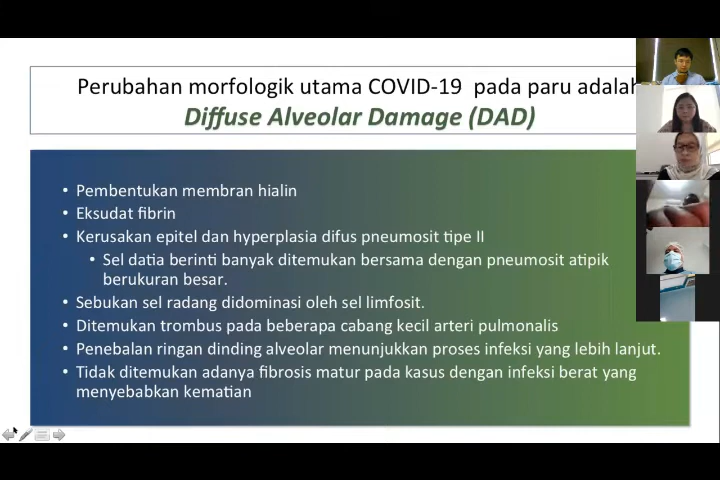 Perubahan morfologik utama COVID-19 pada paru adalah
Diffuse Alveolar Damage (DAD)
• Pembentukan membran hialin
• Eksudat fibrin
• Kerusakan epitel dan hyperplasia difus pneumosit tipe II
• Sel datia berinti banyak ditemukan bersama dengan pneumosit atipik
berukuran besar.
• Sebukan sel radang didominasi oleh sel limfosit.
• Ditemukan trombus pada beberapa cabang kecil arteri pulmonalis
• Penebalan ringan dinding alveolar menunjukkan proses infeksi yang lebih lanjut.
• Tidak ditemukan adanya fibrosis matur pada kasus dengan infeksi berat yang
menyebabkan kematian